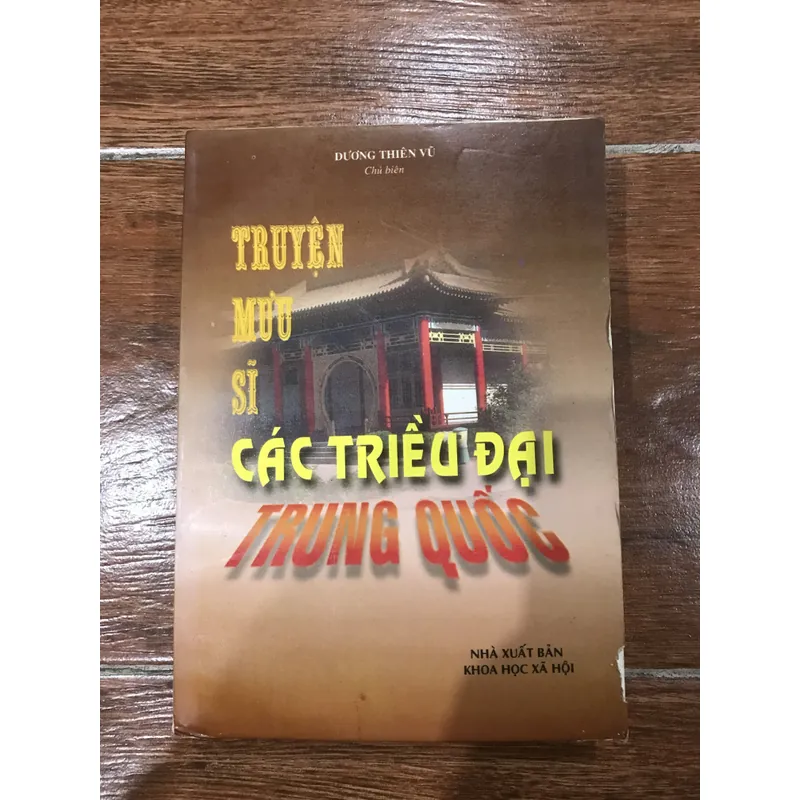 DƯƠNG THIÊN VŨ
Chủ biên
TRUYỆN
MƯU
SĨ
CÁC TRIỀU ĐẠI
TRUNG QUỐC
NHÀ XUẤT BẢN
KHOA HỌC XÃ HỘI